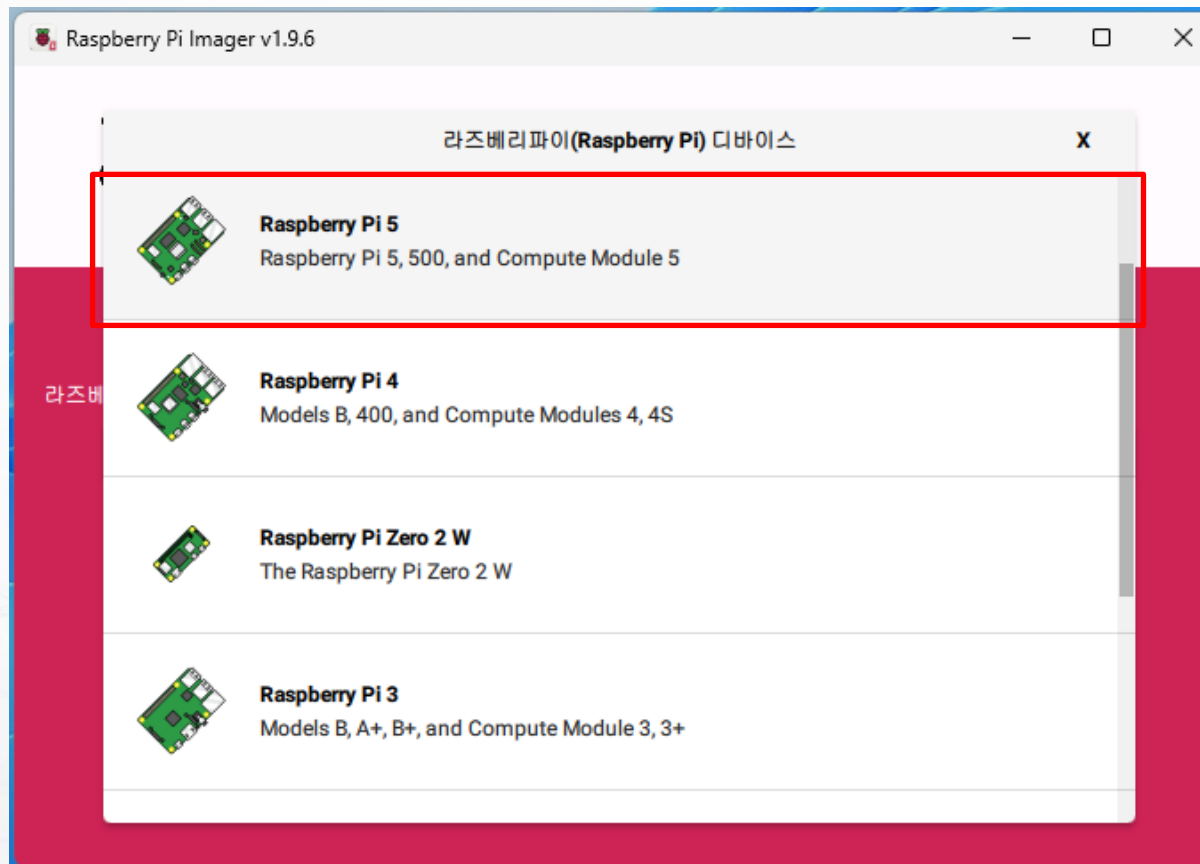 Raspberry Pi Imager v1.9.6
라즈베리파이(Raspberry Pi) 디바이스
X
Raspberry Pi 5
Raspberry Pi 5, 500, and Compute Module 5
Raspberry Pi 4
Models B, 400, and Compute Modules 4, 4S
라즈베
Raspberry Pi Zero 2 W
The Raspberry Pi Zero 2 W
Raspberry Pi 3
Models B, A+, B+, and Compute Module 3, 3+